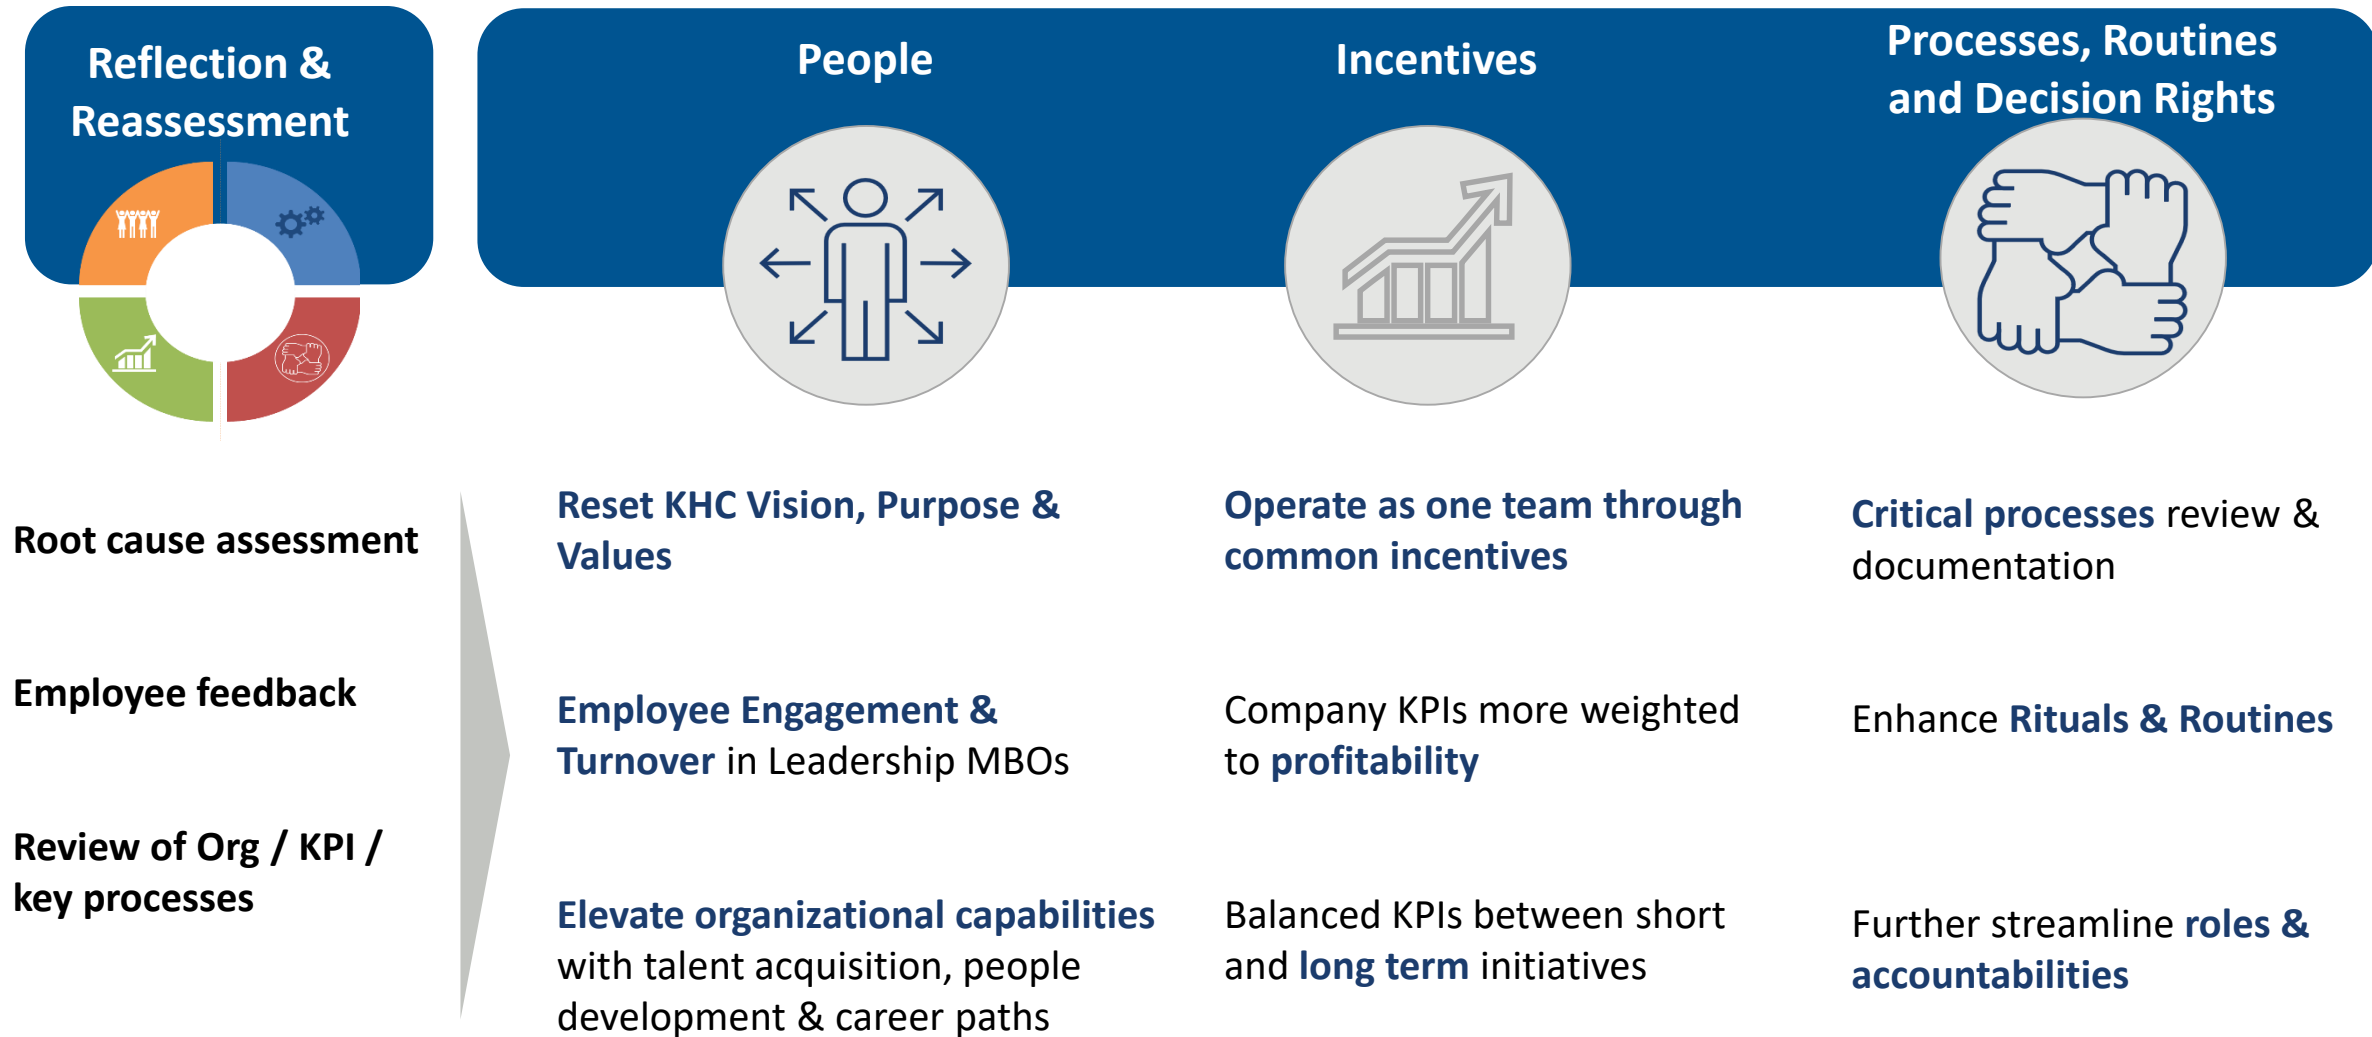 Reflection &
Reassessment
People
Incentives
Processes, Routines
and Decision Rights
Root cause assessment
Employee feedback
Review of Org / KPI /
key processes
Reset KHC Vision, Purpose &
Values
Employee Engagement &
Turnover in Leadership MBOs
Elevate organizational capabilities
with talent acquisition, people
development & career paths
Operate as one team through
common incentives
Company KPIs more weighted
to profitability
Balanced KPIs between short
and long term initiatives
Critical processes review &
documentation
Enhance Rituals & Routines
Further streamline roles &
accountabilities